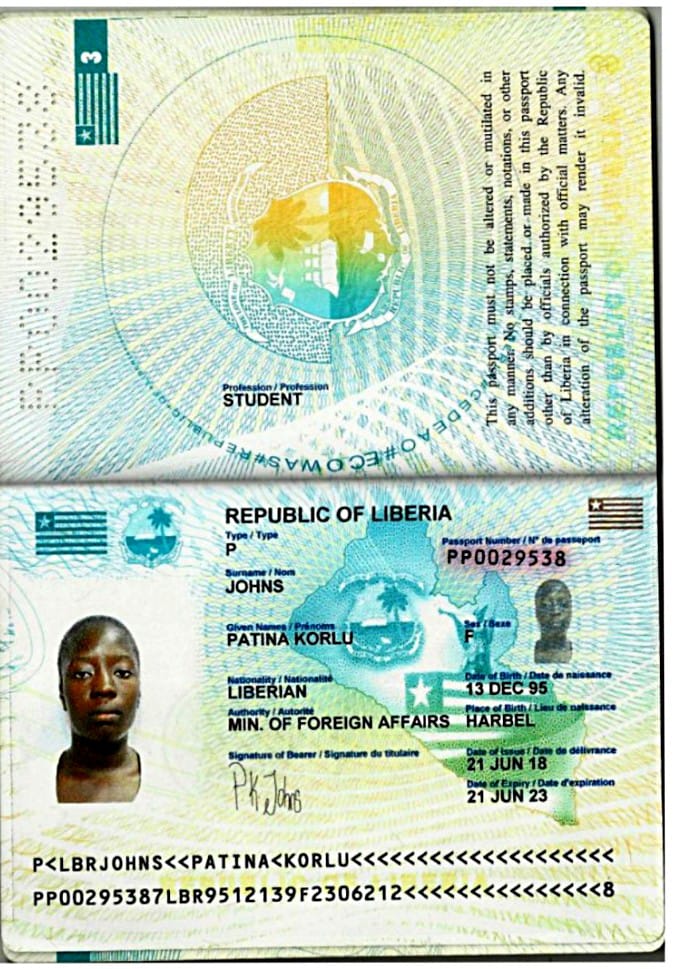 3
This passport must not be altered or mutilated in
any manner. No stamps, statements, notations, or other
additions should be placed or made in this passport
other than by officials authorized by the Republic
of Liberia in connection with official matters. Any
alteration of the passport may render it invalid.
Profession / Profession
STUDENT
REPUBLIC OF LIBERIA
Type / Type
P
Passport Number / N° de passeport
PP0029538
Surname / Nom
JOHNS
Given Names / Prénoms
PATINA KORLU
Sex / Sexe
F
Nationality / Nationalité
LIBERIAN
Date of Birth / Date de naissance
13 DEC 95
Authority / Autorité
MIN. OF FOREIGN AFFAIRS
Place of Birth / Lieu de naissance
HARBEL
Signature of Bearer / Signature du titulaire
PK Johns
Date of Issue / Date de délivrance
21 JUN 18
Date of Expiry / Date d'expiration
21 JUN 23
P<LBRJOHNS<<PATINA<KORLU<<<<<<<<<<<<<<<<<<<<
PP00295387LBR9512139F2306212<<<<<<<<<<<<<<<8